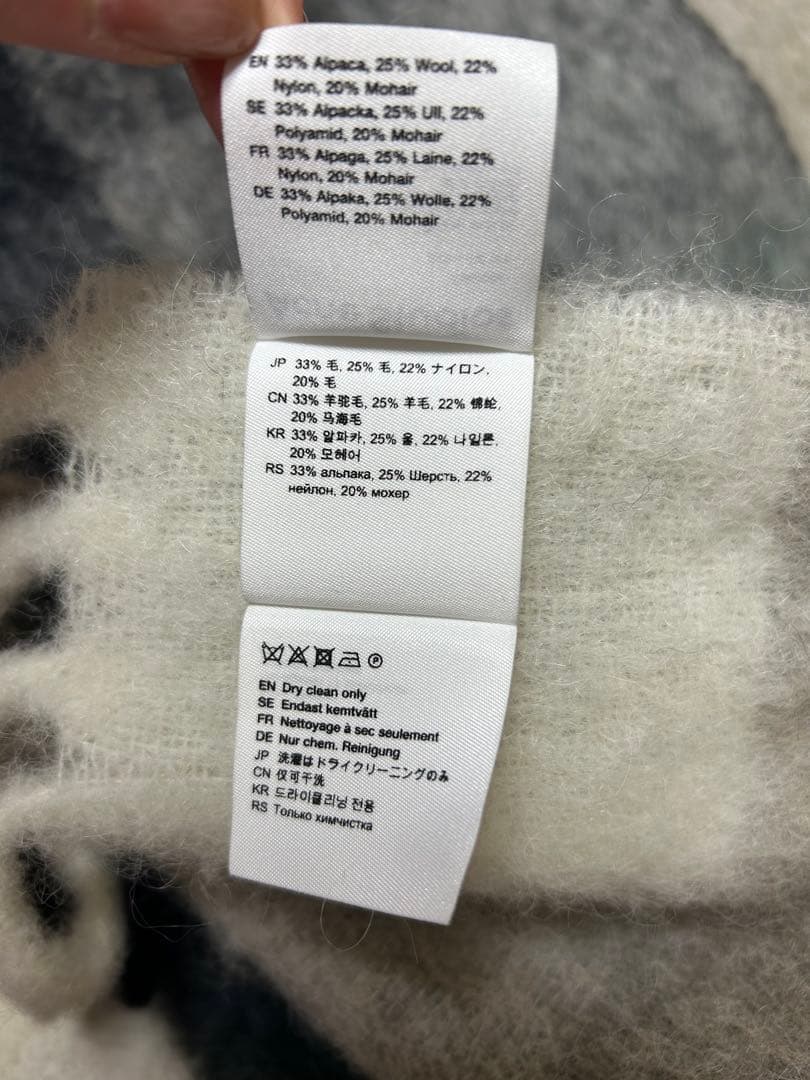 EN 33% Alpaca, 25% Wool, 22%
Nylon, 20% Mohair
SE 33% Alpacka, 25% Ull, 22%
Polyamid, 20% Mohair
FR 33% Alpaga, 25% Laine, 22%
Nylon, 20% Mohair
DE 33% Alpaka, 25% Wolle, 22%
Polyamid, 20% Mohair
JP 33% 毛, 25% 毛, 22% ナイロン,
20% 毛
CN 33% 羊驼毛, 25% 羊毛, 22% 锦纶,
20% 马海毛
KR 33% 알파카, 25% 울, 22% 나일론,
20% 모헤어
RS 33% альпака, 25% Шерсть, 22%
нейлон, 20% мохер
P
EN Dry clean only
SE Endast kemtvätt
FR Nettoyage à sec seulement
DE Nur chem. Reinigung
JP 洗濯はドライクリーニングのみ
CN 仅可干洗
KR 드라이클리닝 전용
RS Только химчистка